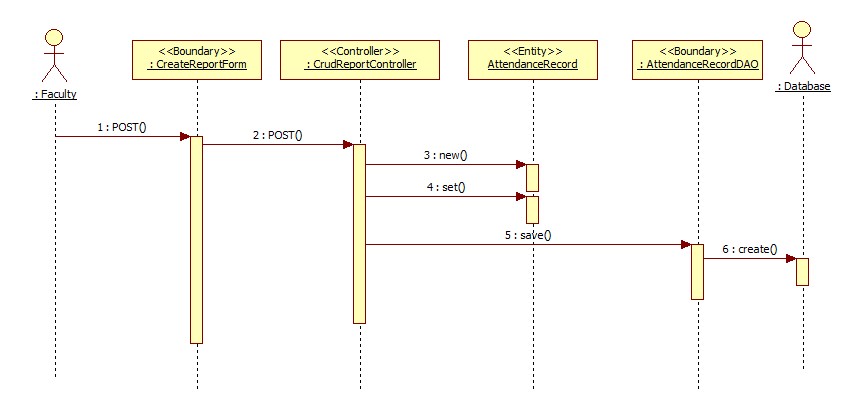 <<Boundary>>
: CreateReportForm
<<Controller>>
: CrudReportController
<<Entity>>
AttendanceRecord
<<Boundary>>
: AttendanceRecordDAO
: Faculty
: Database
1 : POST()
2 : POST()
3 : new()
4 : set()
5 : save()
6 : create()